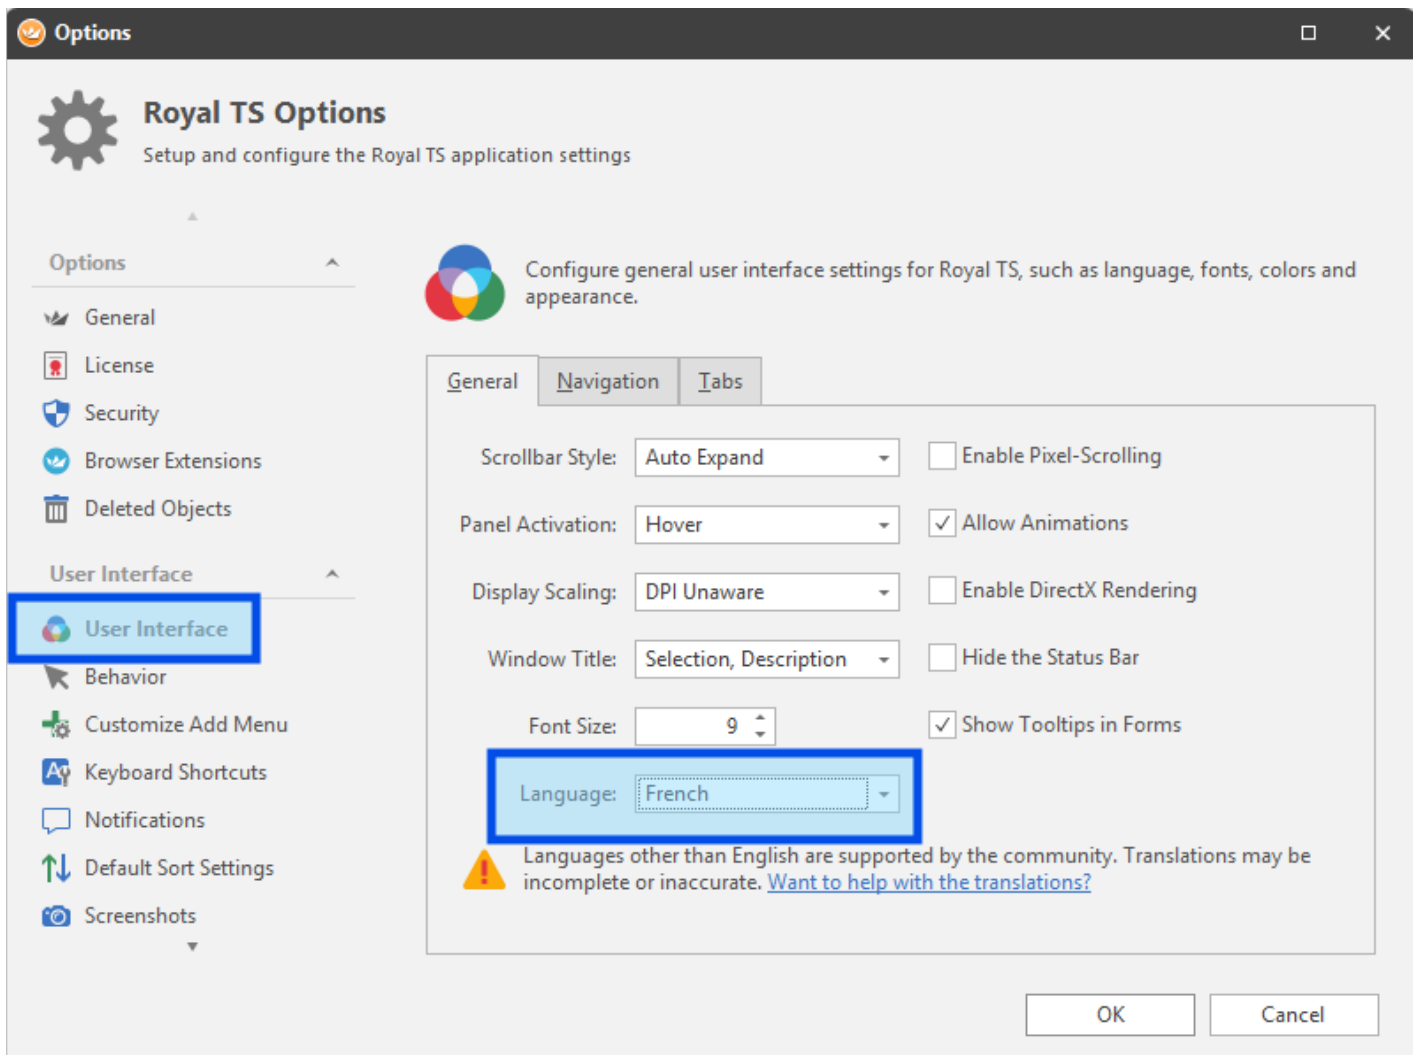 Options
Royal TS Options
Setup and configure the Royal TS application settings
Options
General
License
Security
Browser Extensions
Deleted Objects
User Interface
User Interface
Behavior
Customize Add Menu
Keyboard Shortcuts
Notifications
Default Sort Settings
Screenshots
Configure general user interface settings for Royal TS, such as language, fonts, colors and
appearance.
General Navigation Tabs
Scrollbar Style: Auto Expand Enable Pixel-Scrolling
Panel Activation: Hover Allow Animations
Display Scaling: DPI Unaware Enable DirectX Rendering
Window Title: Selection, Description Hide the Status Bar
Font Size: 9 Show Tooltips in Forms
Language: French
Languages other than English are supported by the community. Translations may be
incomplete or inaccurate. Want to help with the translations?
OK Cancel